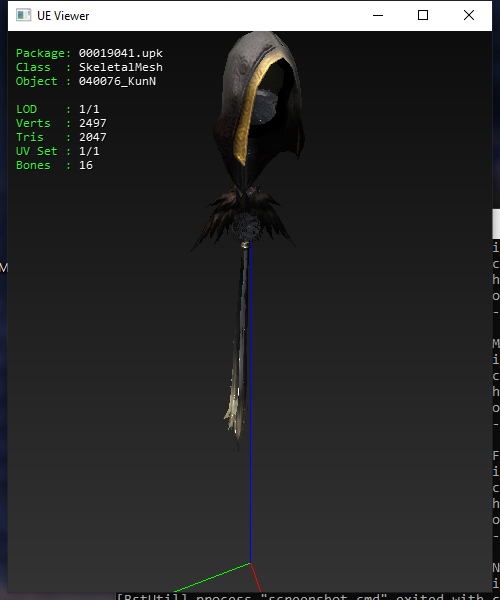 UE Viewer
Package: 00019041.upk
Class  : SkeletalMesh
Object : 040076_KunN
LOD    : 1/1
Verts  : 2497
Tris   : 2047
UV Set : 1/1
Bones  : 16
M
i
c
h
o
-
M
i
c
h
o
-
F
i
c
h
o
-
N
i
[BstUtil] process "screenshot.cmd" exited with c